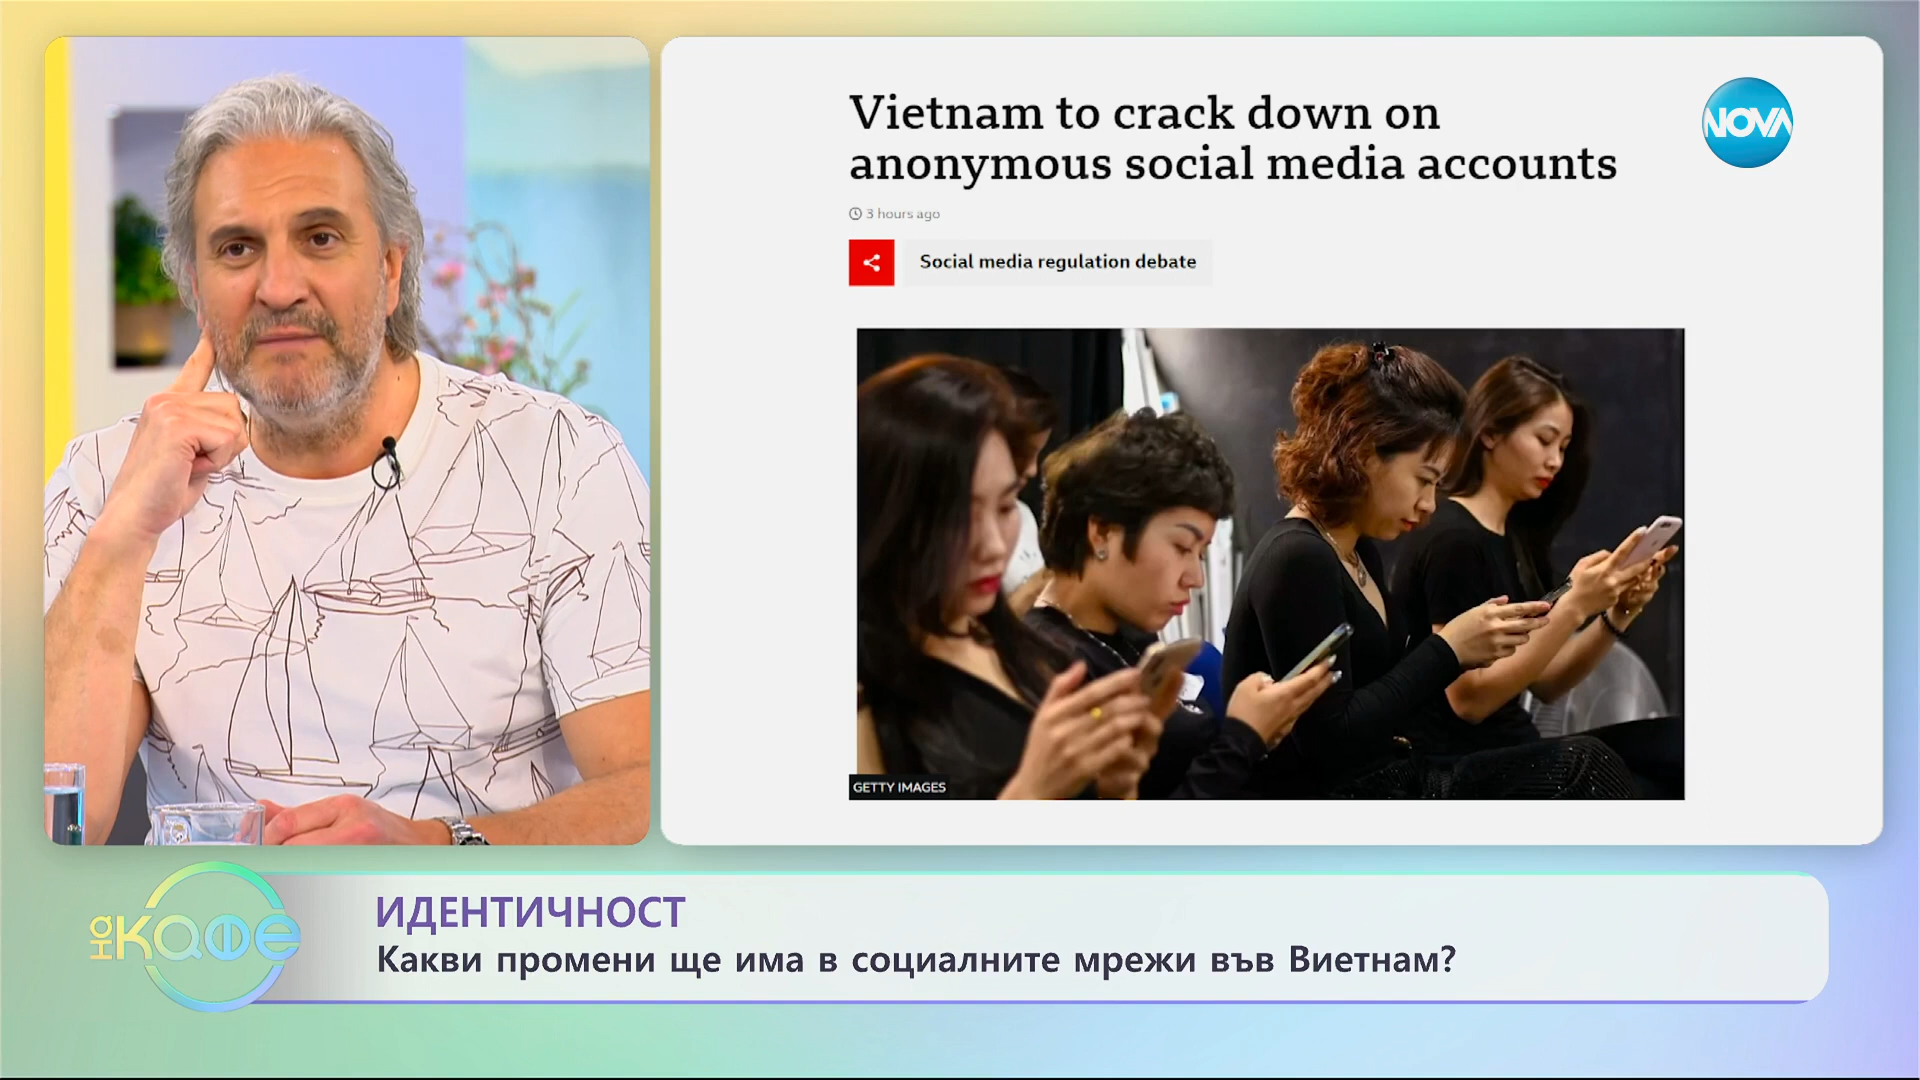 Vietnam to crack down on
anonymous social media accounts
NOVA
3 hours ago
Social media regulation debate
GETTY IMAGES
на кафе
ИДЕНТИЧНОСТ
Какви промени ще има в социалните мрежи във Виетнам?